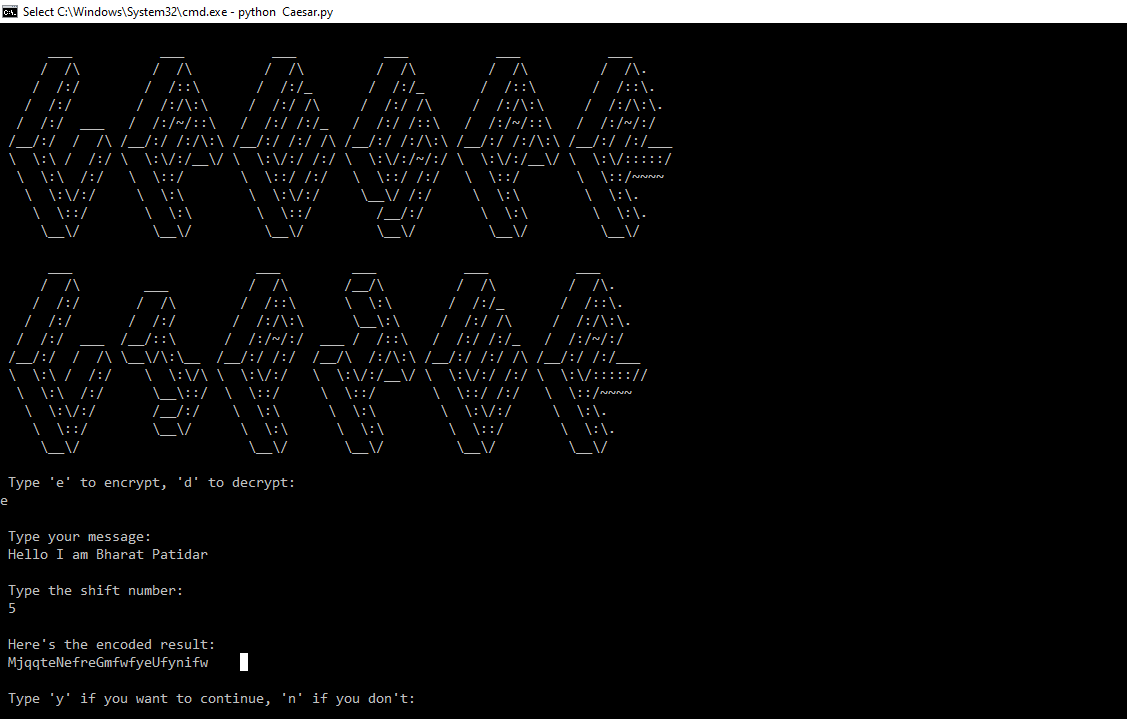 Select C:\Windows\System32\cmd.exe - python  Caesar.py
CAESAR
CIPHER
Type 'e' to encrypt, 'd' to decrypt:
e
Type your message:
Hello I am Bharat Patidar
Type the shift number:
5
Here's the encoded result:
MjqqteNefreGmfwfyeUfynifw
Type 'y' if you want to continue, 'n' if you don't: